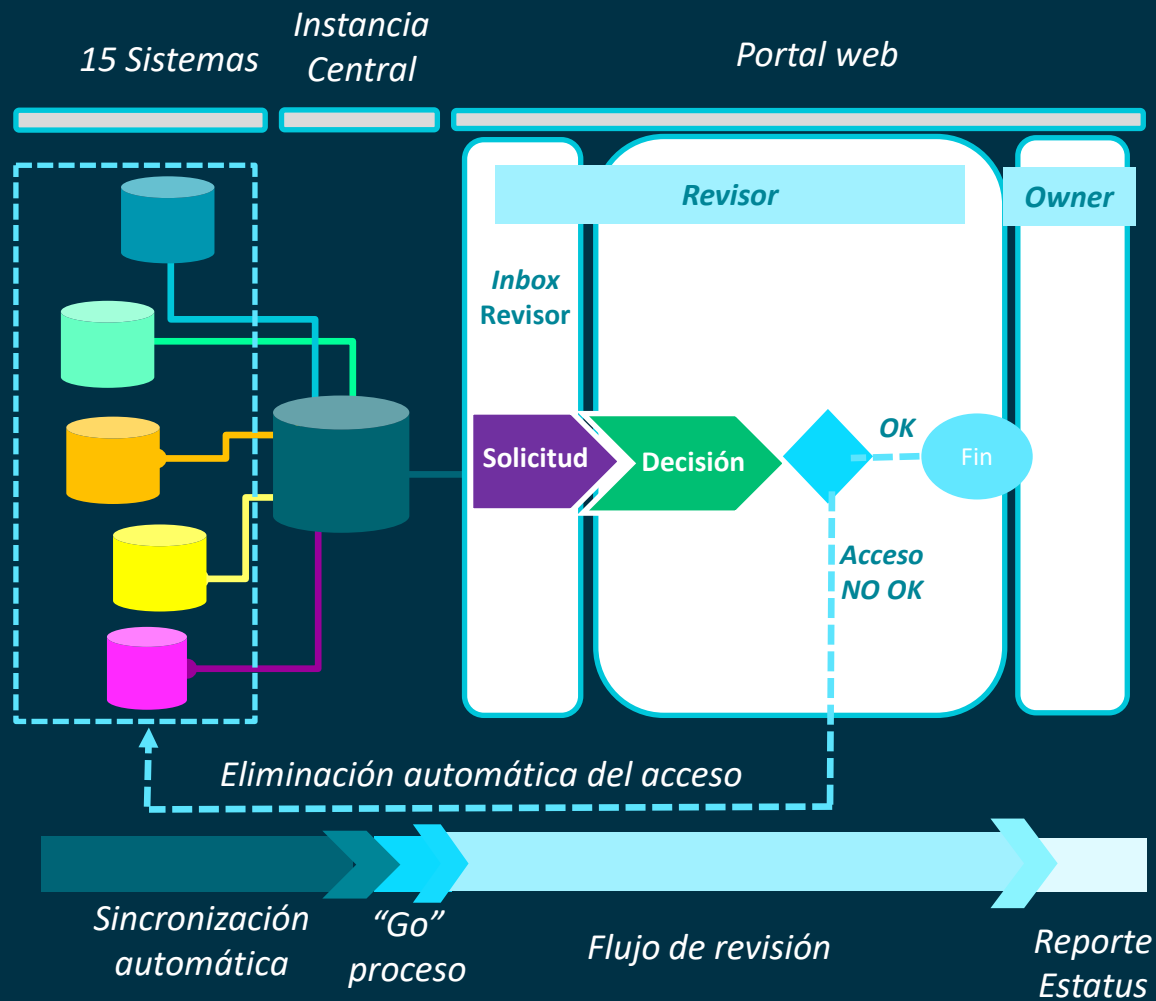 15 Sistemas
Instancia
Central
Portal web
Revisor
Owner
Inbox
Revisor
Solicitud
Decisión
OK
Fin
Acceso
NO OK
Eliminación automática del acceso
Sincronización
automática
“Go”
proceso
Flujo de revisión
Reporte
Estatus